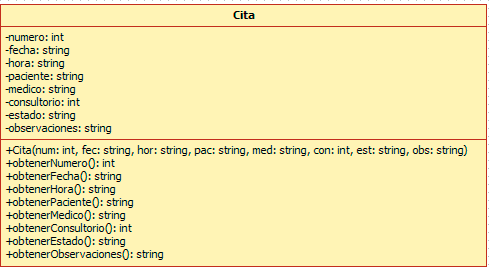 Cita
-numero: int
-fecha: string
-hora: string
-paciente: string
-medico: string
-consultorio: int
-estado: string
-observaciones: string
+Cita(num: int, fec: string, hor: string, pac: string, med: string, con: int, est: string, obs: string)
+obtenerNumero(): int
+obtenerFecha(): string
+obtenerHora(): string
+obtenerPaciente(): string
+obtenerMedico(): string
+obtenerConsultorio(): int
+obtenerEstado(): string
+obtenerObservaciones(): string